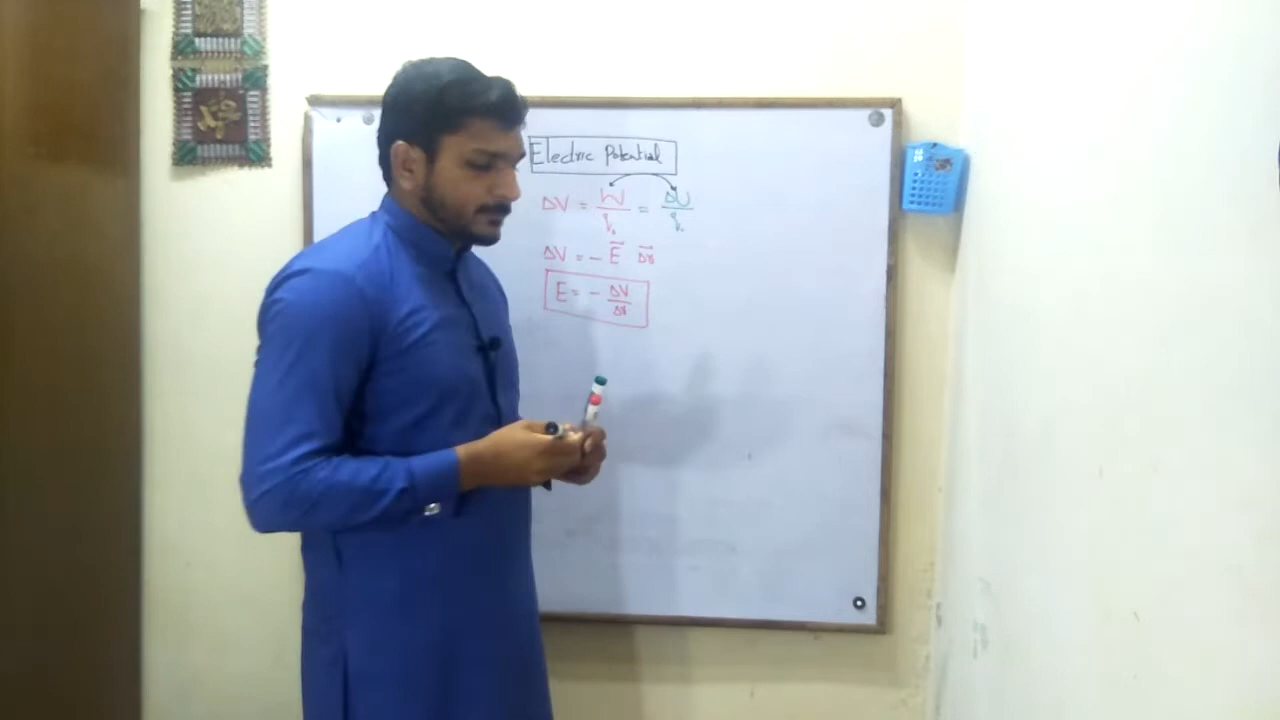 Electric Potential
ΔV = W/q₀ = ΔU/q₀
ΔV = - E⃗ Δr⃗
E = - ΔV/Δr